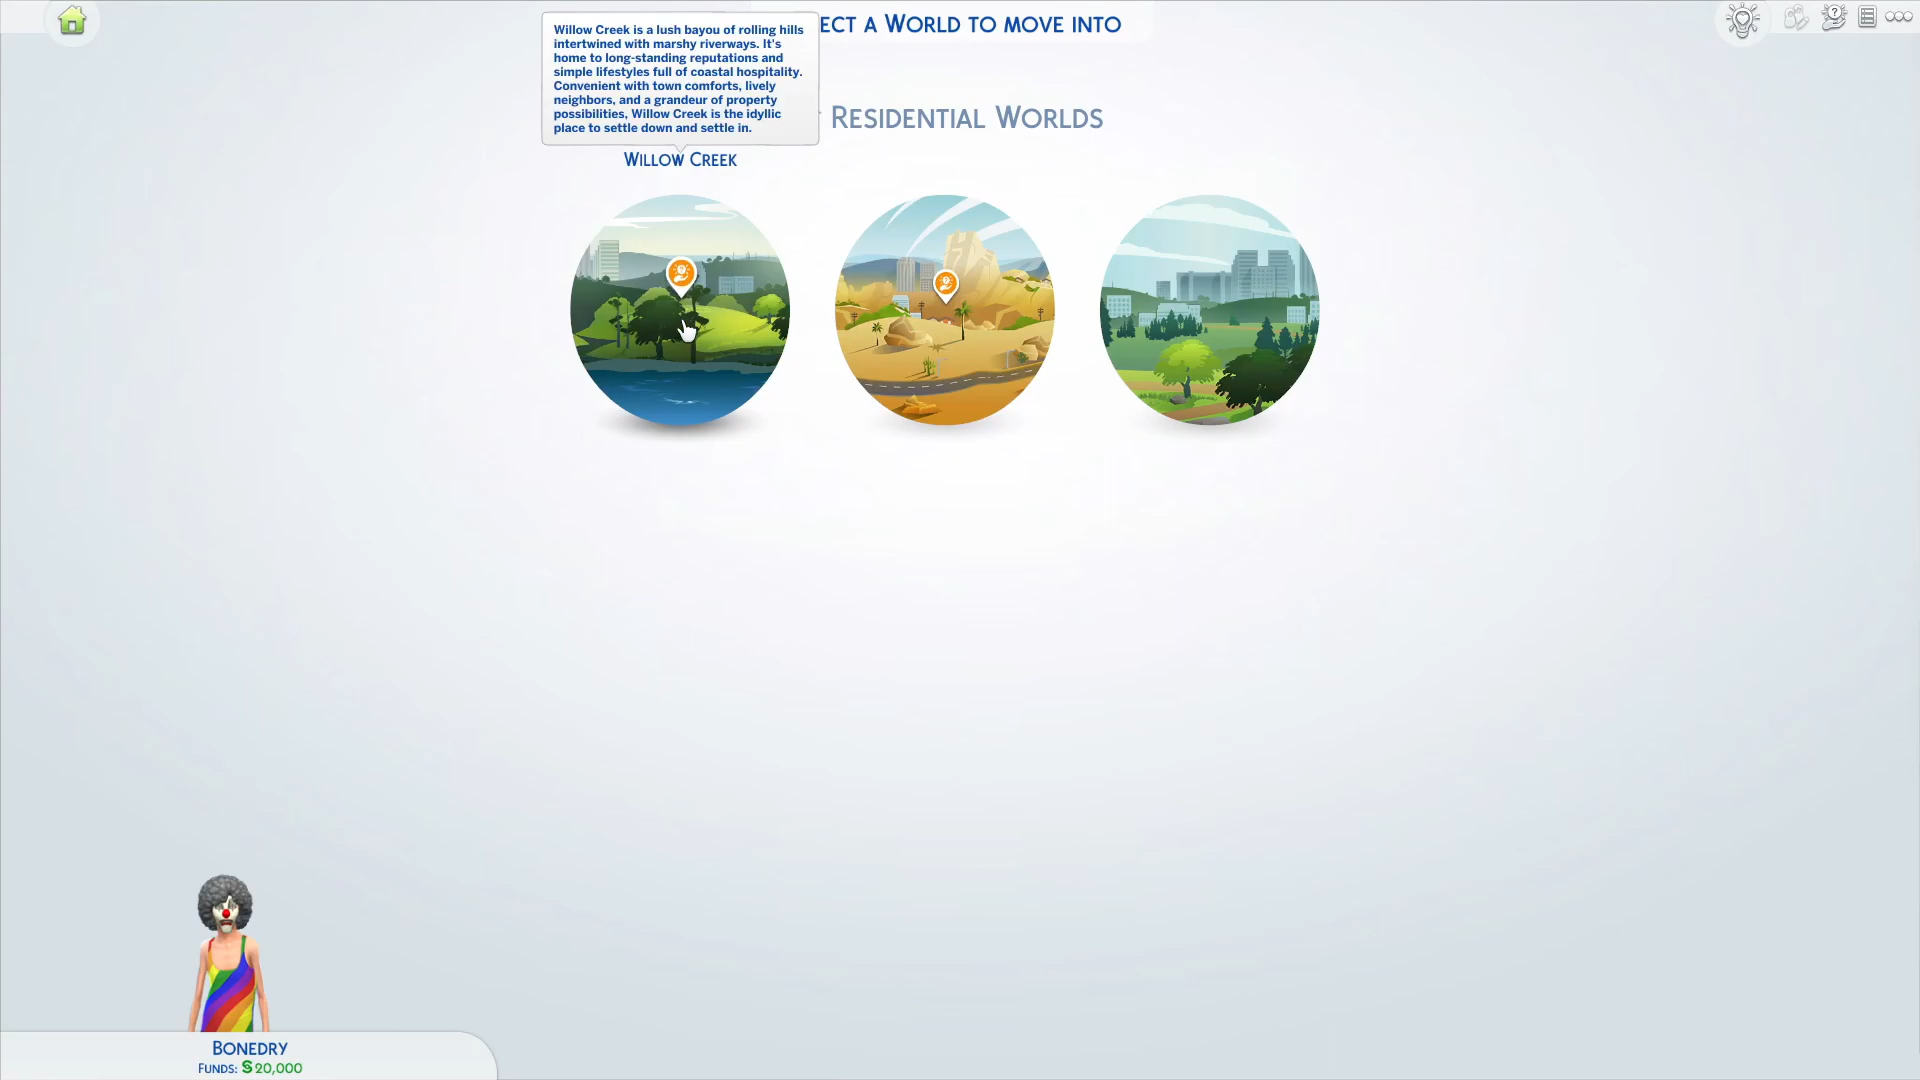 ECT A WORLD TO MOVE INTO
Willow Creek is a lush bayou of rolling hills
intertwined with marshy riverways. It's
home to long-standing reputations and
simple lifestyles full of coastal hospitality.
Convenient with town comforts, lively
neighbors, and a grandeur of property
possibilities, Willow Creek is the idyllic
place to settle down and settle in.
RESIDENTIAL WORLDS
WILLOW CREEK
BONEDRY
FUNDS: §20,000